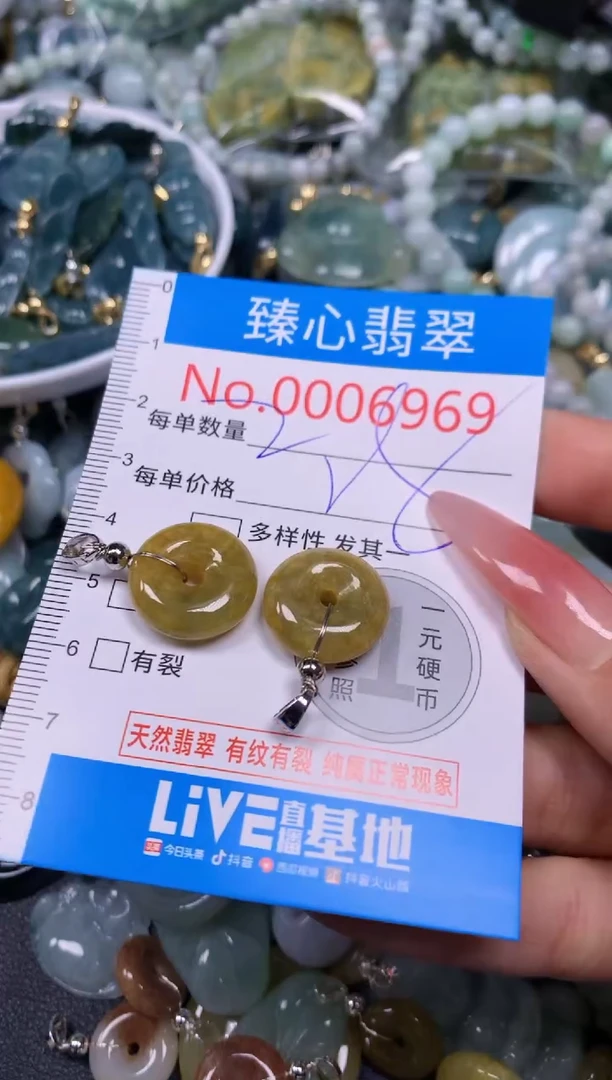 臻心翡翠
No.0006969
每单数量
每单价格
多样性 发其一
有裂
一元硬币
1
照
天然翡翠 有纹有裂 纯属正常现象
LiVE直播基地
今日头条 抖音 西瓜视频 抖音火山版
0
1
2
3
4
5
6
7
8